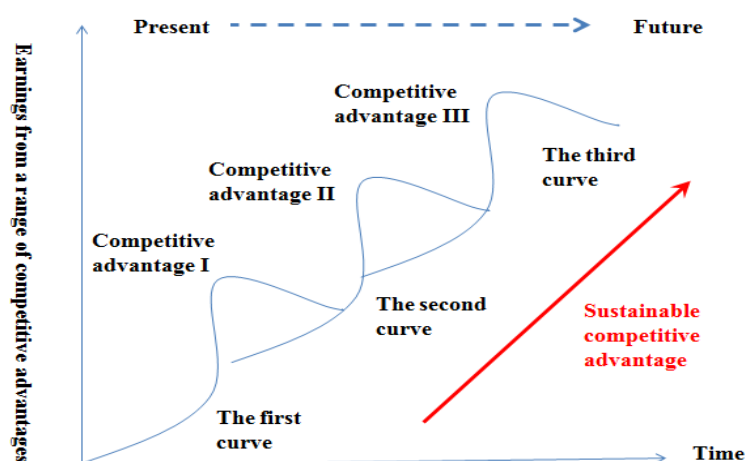 Present
Future
Earnings from a range of competitive advantages
Competitive
advantage III
The third
curve
Competitive
advantage II
Competitive
advantage I
The second
curve
Sustainable
competitive
advantage
The first
curve
Time